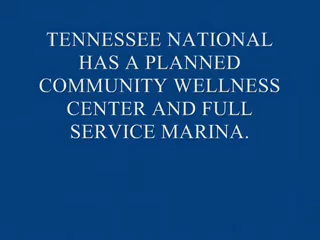 TENNESSEE NATIONAL
HAS A PLANNED
COMMUNITY WELLNESS
CENTER AND FULL
SERVICE MARINA.